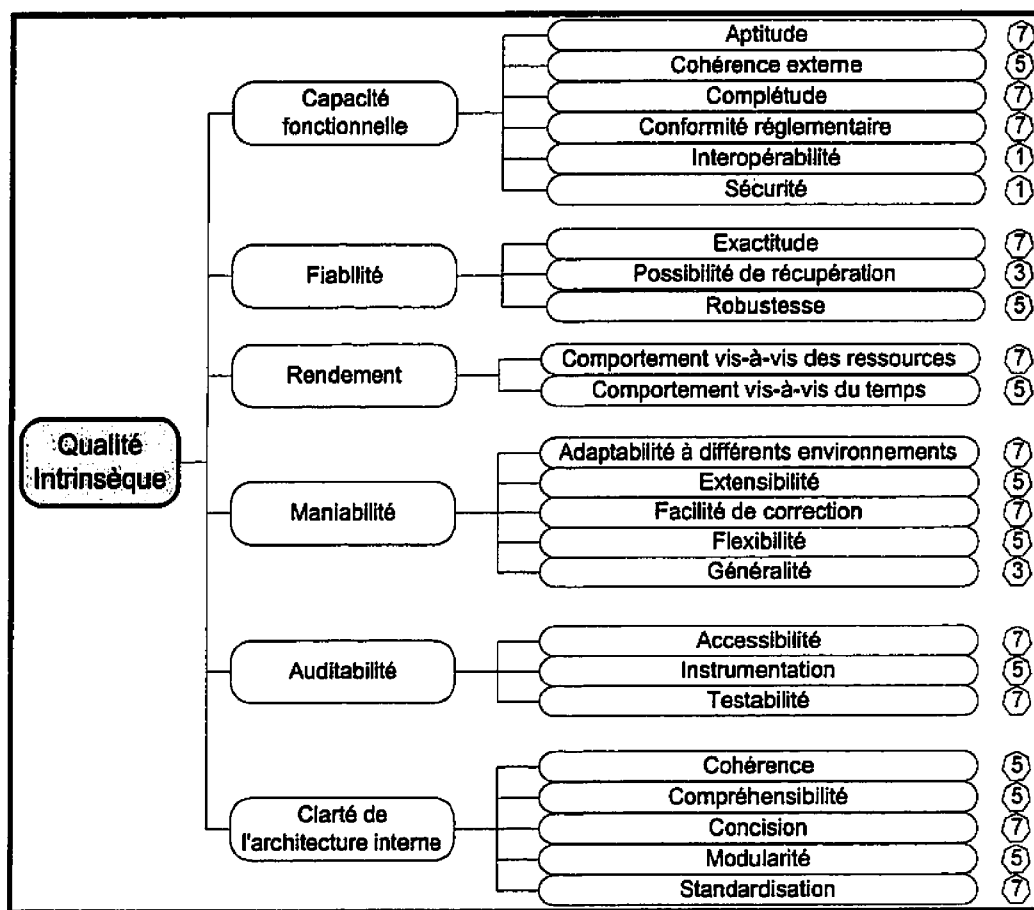 Qualité
Intrinsèque
Capacité
fonctionnelle
Aptitude 7
Cohérence externe 5
Complétude 7
Conformité réglementaire 7
Interopérabilité 1
Sécurité 1
Fiabilité
Exactitude 7
Possibilité de récupération 3
Robustesse 5
Rendement
Comportement vis-à-vis des ressources 7
Comportement vis-à-vis du temps 5
Maniabilité
Adaptabilité à différents environnements 7
Extensibilité 5
Facilité de correction 7
Flexibilité 5
Généralité 3
Auditabilité
Accessibilité 7
Instrumentation 5
Testabilité 7
Clarté de
l'architecture interne
Cohérence 5
Compréhensibilité 5
Concision 7
Modularité 5
Standardisation 7